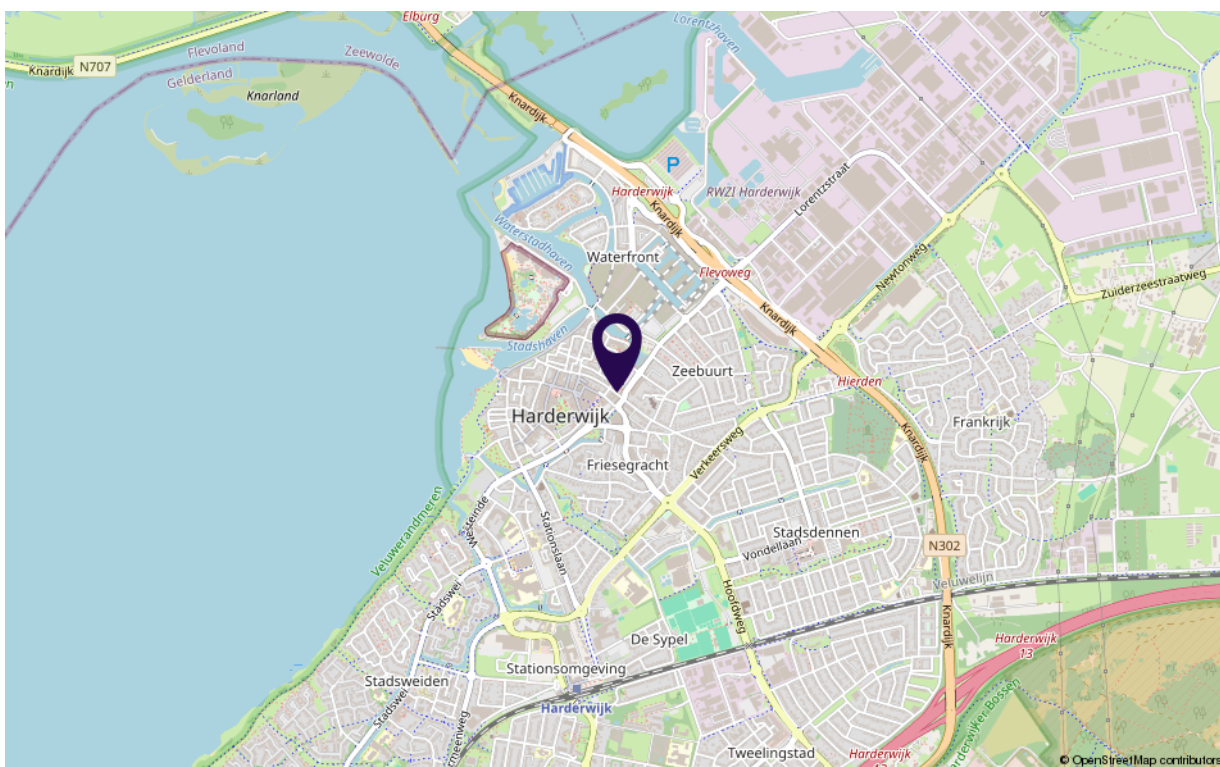 Elburg
Lorentzhaven
Flevoland
Zeewolde
Knardijk
N707
Gelderland
Knarland
Knardijk
P
Harderwijk
RWZI Harderwijk
Lorentzstraat
Knardijk
Waterstadhaven
Waterfront
Flevoweg
Newtonweg
Zuiderzeestraatweg
Knardijk
Stadshaven
Zeebuurt
Hierden
Harderwijk
Frankrijk
Verkeersweg
Knardijk
Friesegracht
Veluwerandmeren
Westeinde
Stationslaan
Stadsdennen
Vondellaan
N302
Veluwelijn
Stadswei
Hoofdweg
Knardijk
De Sypel
Harderwijk
13
Stationsomgeving
Stadsweiden
Stadswei
Harderwijk
meenweg
arderwijker Bossen
Tweelingstad
Harderwijk
© OpenStreetMap contributors